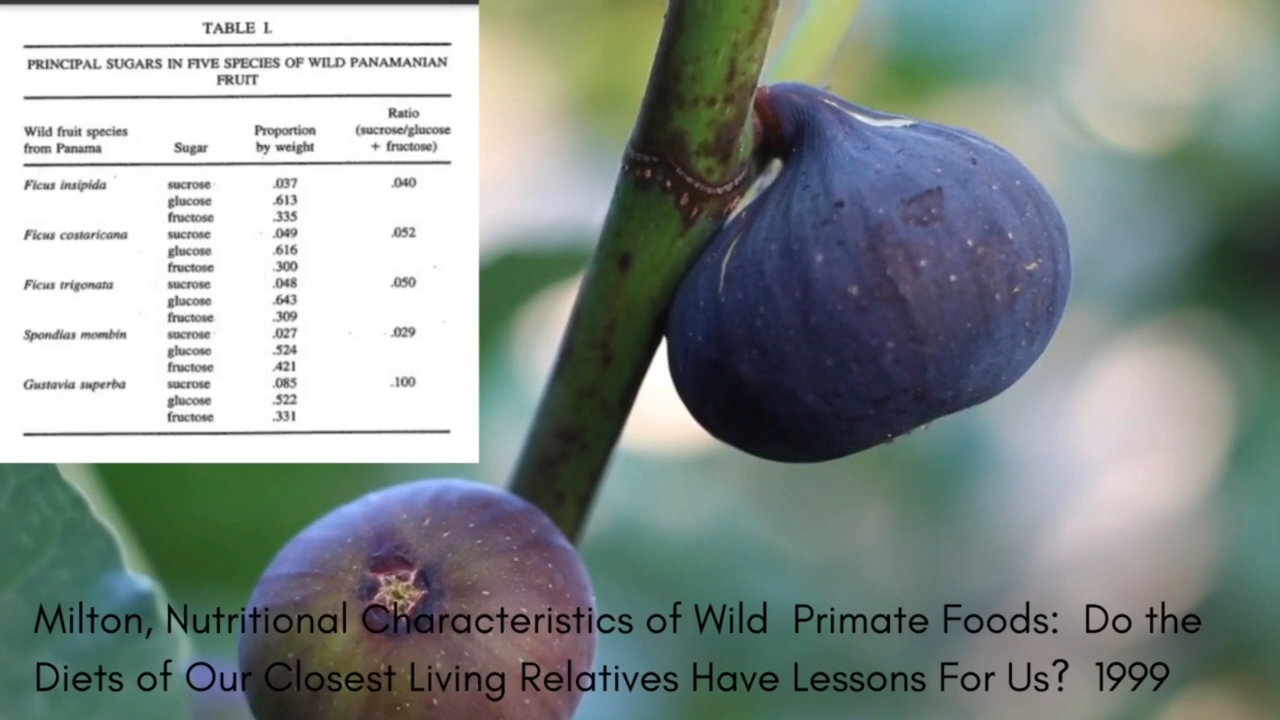 TABLE I.
PRINCIPAL SUGARS IN FIVE SPECIES OF WILD PANAMANIAN
FRUIT
Ratio
Wild fruit species Proportion (sucrose/glucose
from Panama Sugar by weight + fructose)
Ficus insipida sucrose .037 .040
glucose .613
fructose .335
Ficus costaricana sucrose .049 .052
glucose .616
fructose .300
Ficus trigonata sucrose .048 .050
glucose .643
fructose .309
Spondias mombin sucrose .027 .029
glucose .524
fructose .421
Gustavia superba sucrose .085 .100
glucose .522
fructose .331
Milton, Nutritional Characteristics of Wild Primate Foods: Do the
Diets of Our Closest Living Relatives Have Lessons For Us? 1999